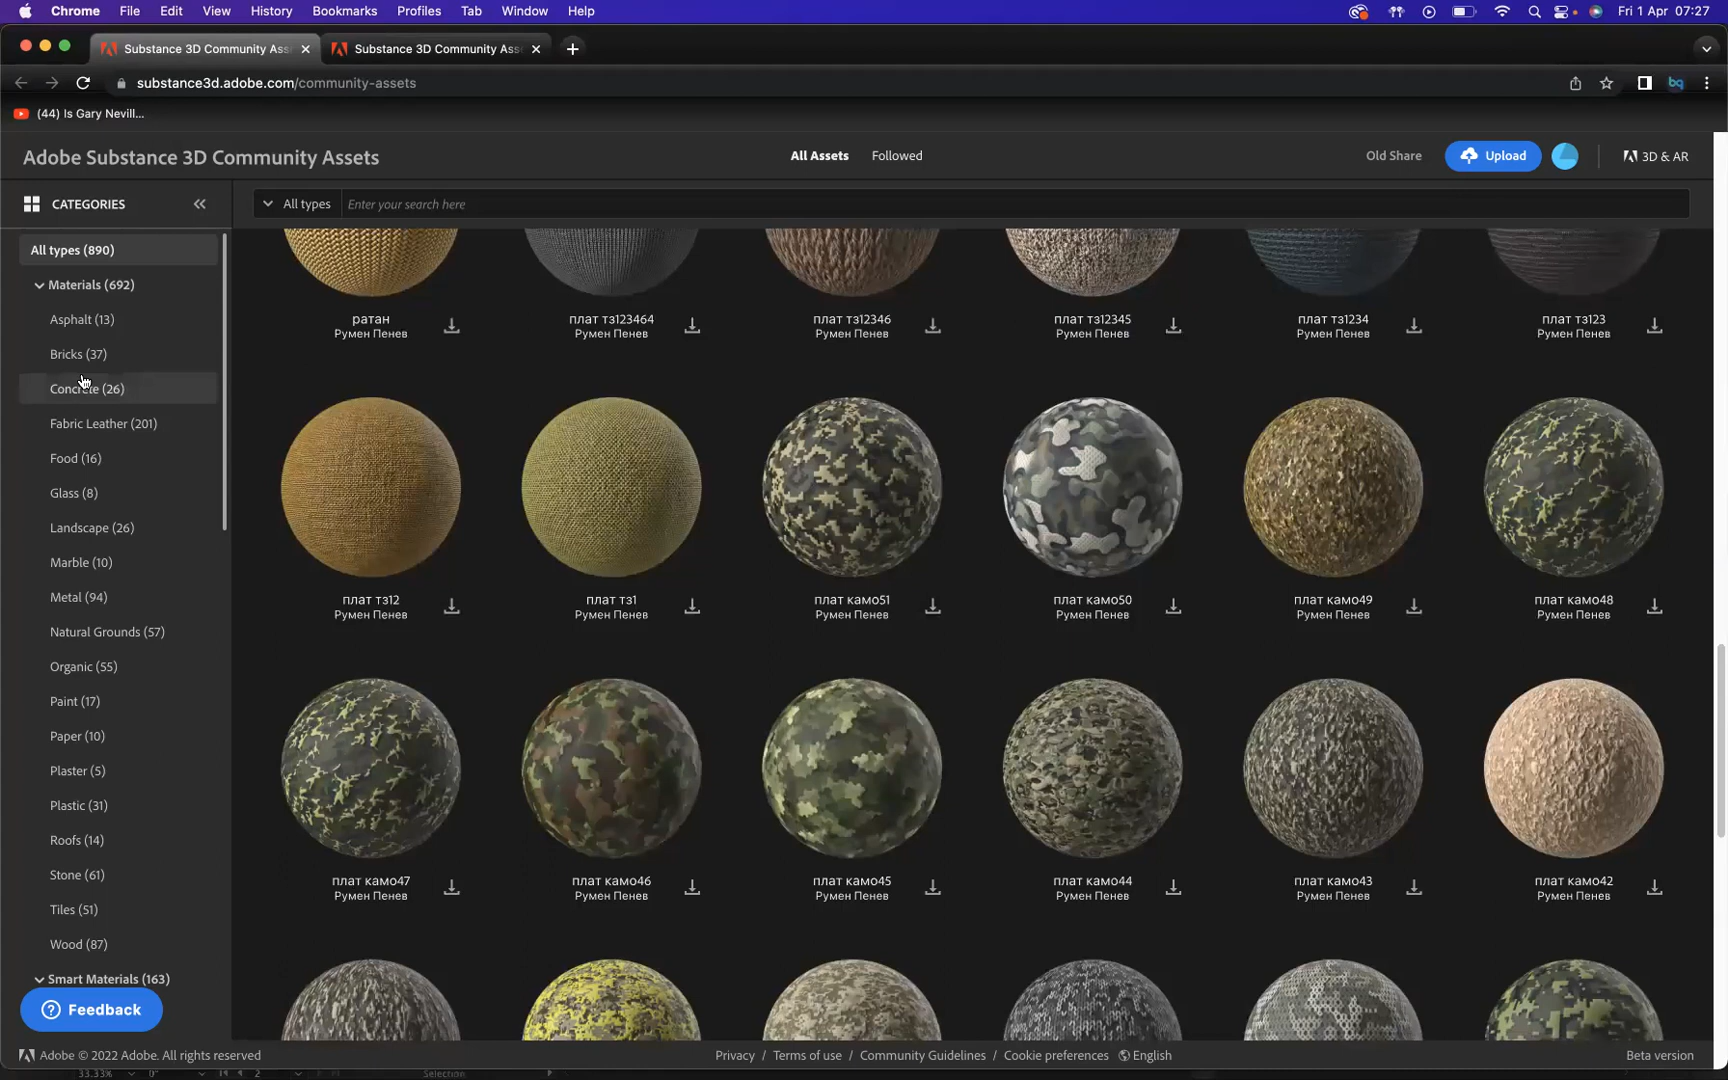 Chrome File Edit View History Bookmarks Profiles Tab Window Help Fri 1 Apr 07:27
Substance 3D Community Ass Substance 3D Community Ass
substance3d.adobe.com/community-assets
(44) Is Gary Nevill...
Adobe Substance 3D Community Assets All Assets Followed Old Share Upload 3D & AR
CATEGORIES All types Enter your search here
All types (890)
Materials (692)
Asphalt (13)
Bricks (37)
Concrete (26)
Fabric Leather (201)
Food (16)
Glass (8)
Landscape (26)
Marble (10)
Metal (94)
Natural Grounds (57)
Organic (55)
Paint (17)
Paper (10)
Plaster (5)
Plastic (31)
Roofs (14)
Stone (61)
Tiles (51)
Wood (87)
Smart Materials (163)
Feedback
ратан плат тз123464 плат тз12346 плат тз12345 плат тз1234 плат тз123
Румен Пенев Румен Пенев Румен Пенев Румен Пенев Румен Пенев Румен Пенев
плат тз12 плат тз1 плат камо51 плат камо50 плат камо49 плат камо48
Румен Пенев Румен Пенев Румен Пенев Румен Пенев Румен Пенев Румен Пенев
плат камо47 плат камо46 плат камо45 плат камо44 плат камо43 плат камо42
Румен Пенев Румен Пенев Румен Пенев Румен Пенев Румен Пенев Румен Пенев
Adobe © 2022 Adobe. All rights reserved Privacy / Terms of use / Community Guidelines / Cookie preferences English Beta version
33.33% 0° 2 Selection